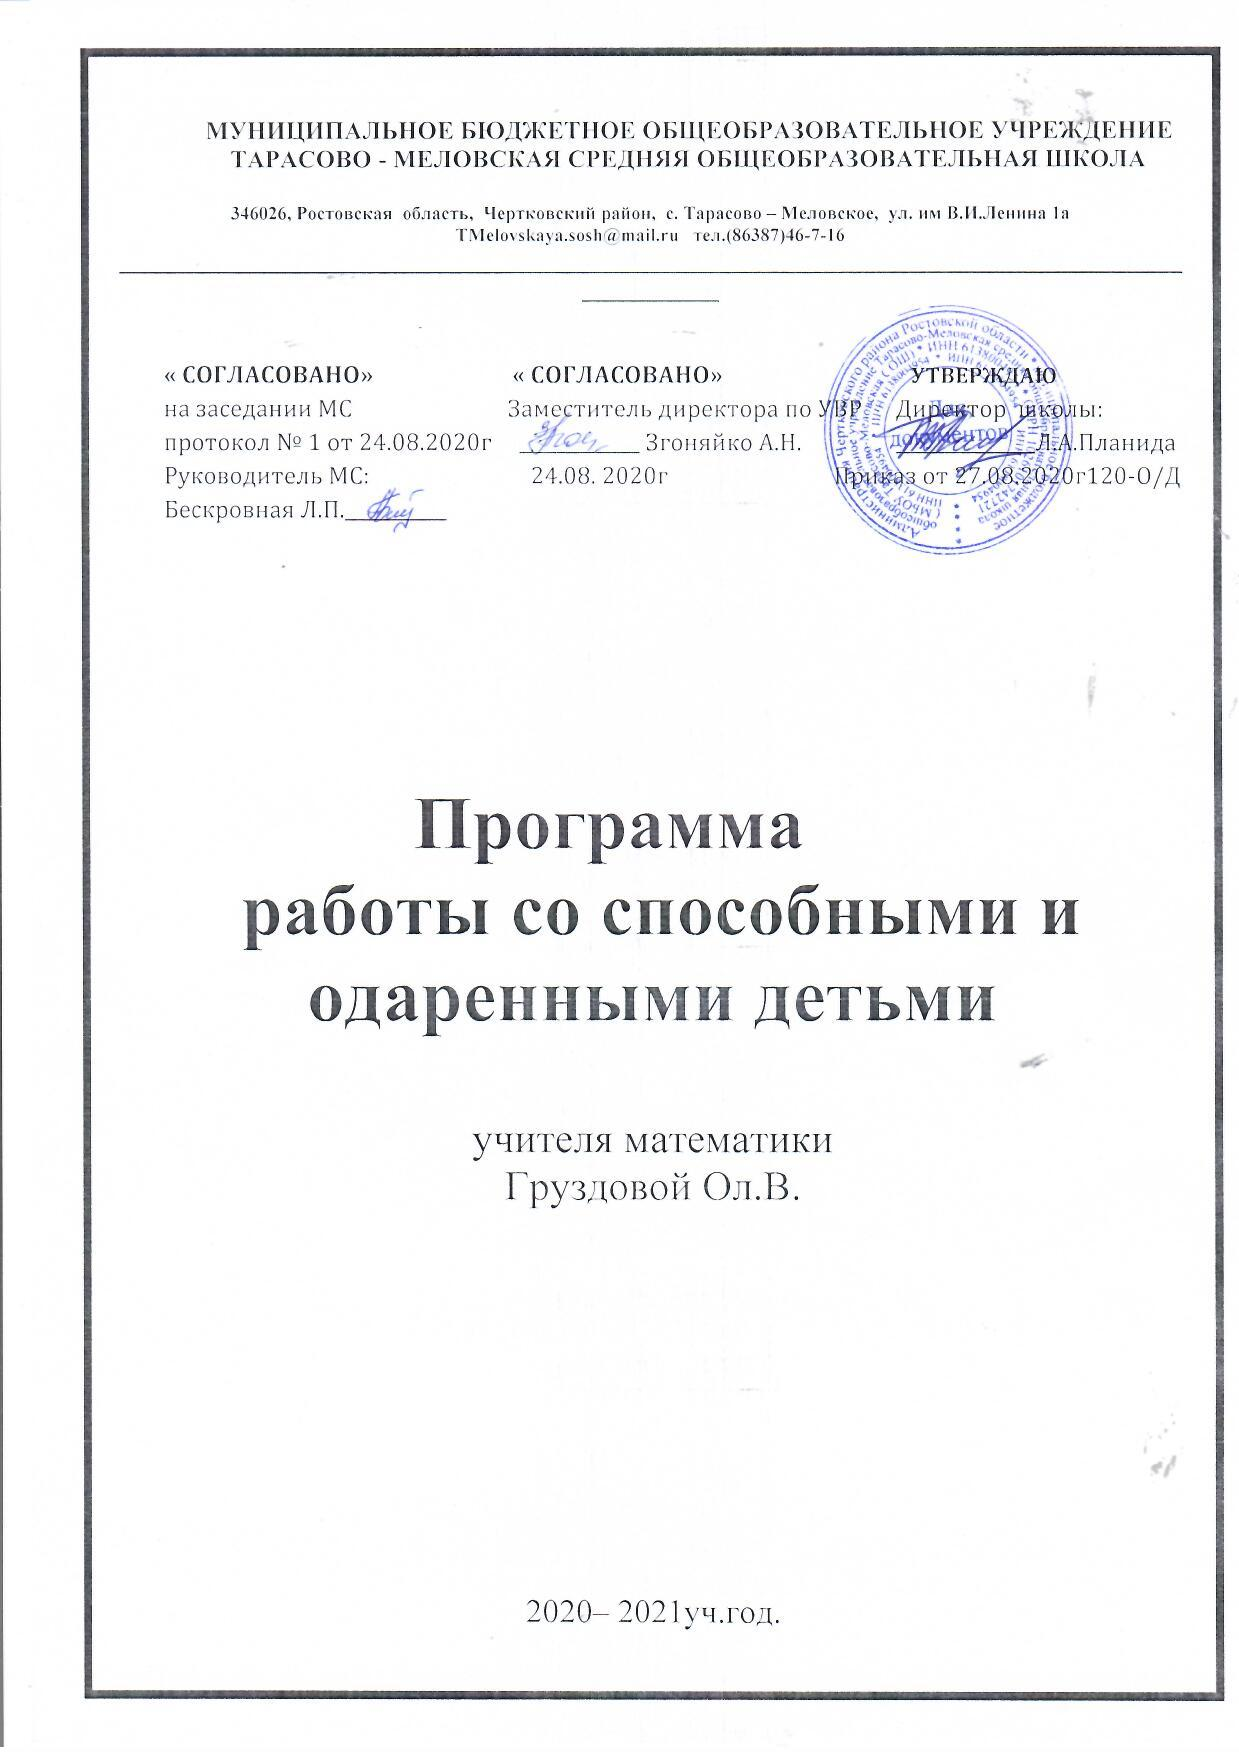 МУНИЦИПАЛЬНОЕ БЮДЖЕТНОЕ ОБЩЕОБРАЗОВАТЕЛЬНОЕ УЧРЕЖДЕНИЕ
ТАРАСОВО - МЕЛОВСКАЯ СРЕДНЯЯ ОБЩЕОБРАЗОВАТЕЛЬНАЯ ШКОЛА
346026, Ростовская область, Чертковский район, с. Тарасово – Меловское, ул. им В.И.Ленина 1а
TMelovskaya.sosh@mail.ru тел.(86387)46-7-16
« СОГЛАСОВАНО» « СОГЛАСОВАНО» УТВЕРЖДАЮ
на заседании МС Заместитель директора по УВР Директор школы:
протокол № 1 от 24.08.2020г Згоняйко А.Н. Л.А.Планида
Руководитель МС: 24.08. 2020г Приказ от 27.08.2020г120-О/Д
Бескровная Л.П.
Для
документов
Программа
работы со способными и
одаренными детьми
учителя математики
Груздовой Ол.В.
2020– 2021уч.год.